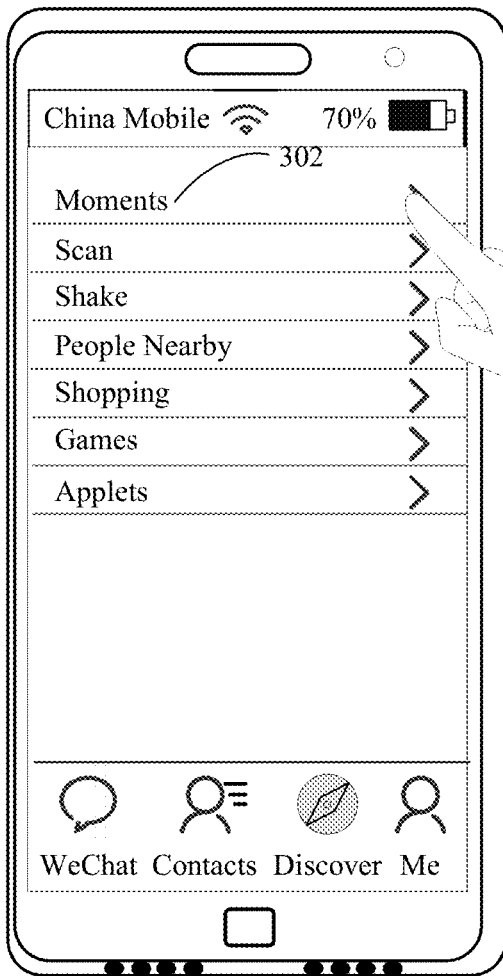 China Mobile 70%
302
Moments
Scan
Shake
People Nearby
Shopping
Games
Applets
WeChat Contacts Discover Me